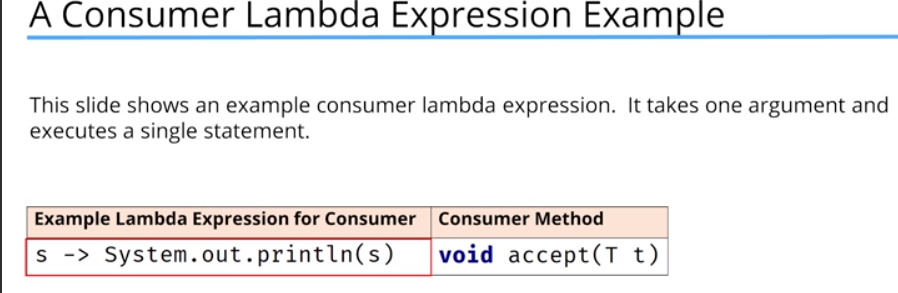 A Consumer Lambda Expression Example
This slide shows an example consumer lambda expression. It takes one argument and
executes a single statement.
Example Lambda Expression for Consumer Consumer Method
s -> System.out.println(s) void accept(T t)